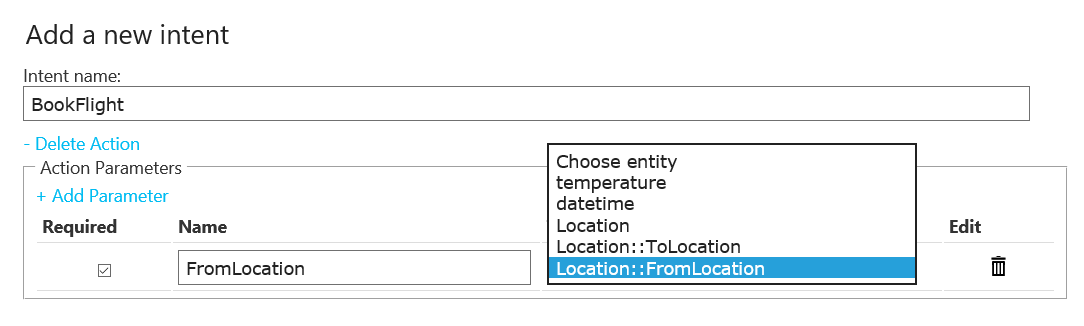 Add a new intent
Intent name:
BookFlight
- Delete Action
Action Parameters
+ Add Parameter
Required Name Edit
FromLocation
Choose entity
temperature
datetime
Location
Location::ToLocation
Location::FromLocation